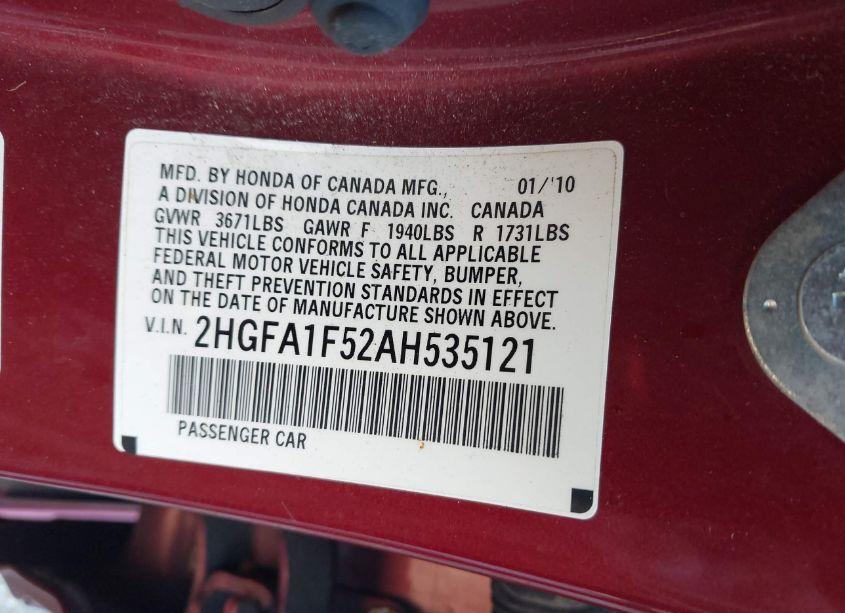 MFD. BY HONDA OF CANADA MFG., 01/'10
A DIVISION OF HONDA CANADA INC. CANADA
GVWR 3671LBS GAWR F 1940LBS R 1731LBS
THIS VEHICLE CONFORMS TO ALL APPLICABLE
FEDERAL MOTOR VEHICLE SAFETY, BUMPER,
AND THEFT PREVENTION STANDARDS IN EFFECT
ON THE DATE OF MANUFACTURE SHOWN ABOVE.
V.I.N. 2HGFA1F52AH535121
PASSENGER CAR